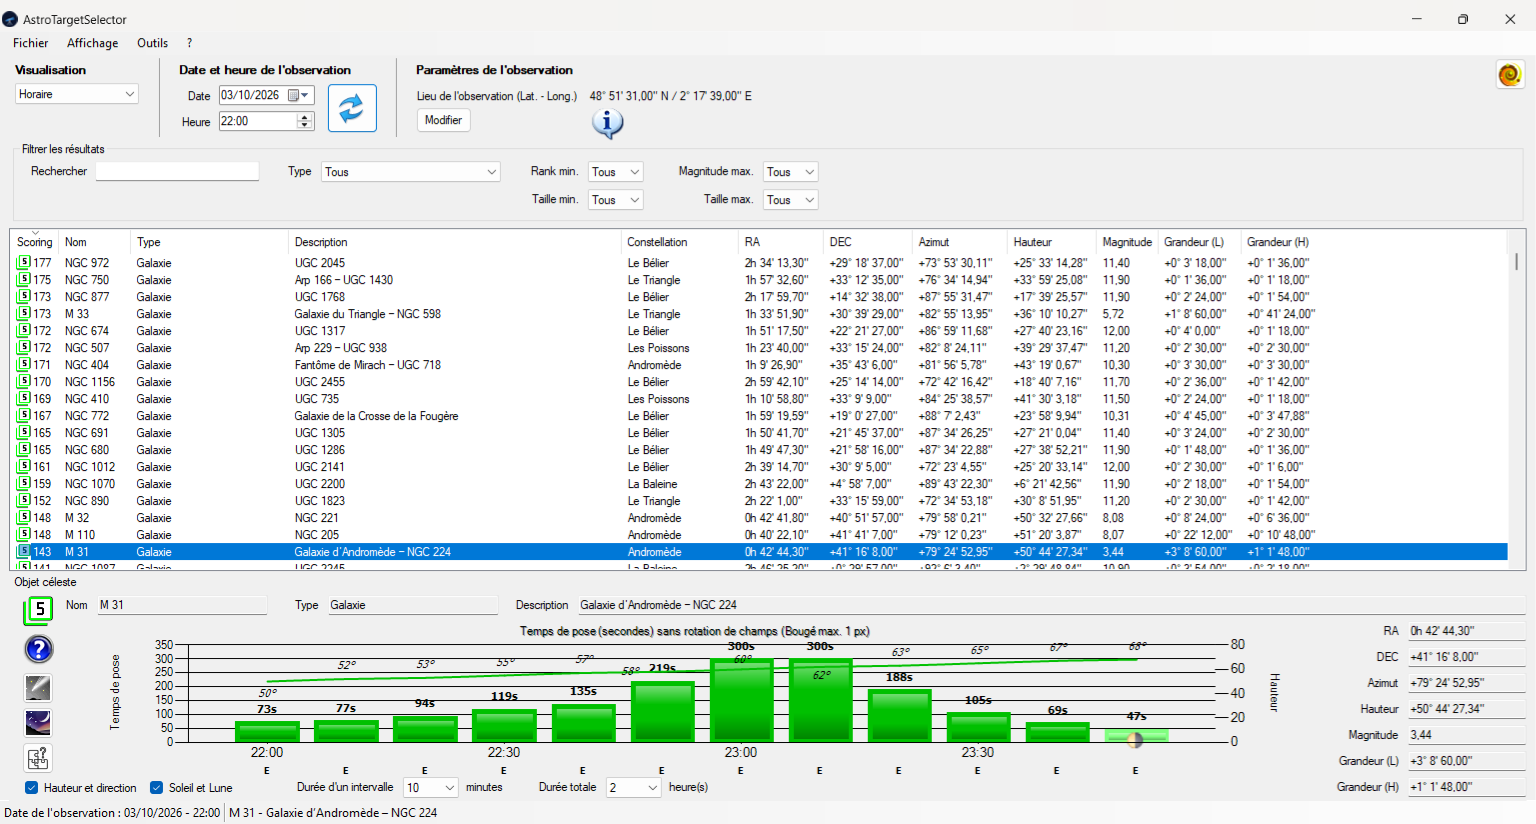 AstroTargetSelector
Fichier Affichage Outils ?
Visualisation Date et heure de l'observation Paramètres de l'observation
Horaire Date 03/10/2026 Lieu de l'observation (Lat. - Long.) 48° 51' 31,00" N / 2° 17' 39,00" E
Heure 22:00 Modifier
Filtrer les résultats
Rechercher Type Tous Rank min. Tous Magnitude max. Tous
Taille min. Tous Taille max. Tous
Scoring Nom Type Description Constellation RA DEC Azimut Hauteur Magnitude Grandeur (L) Grandeur (H)
5 177 NGC 972 Galaxie UGC 2045 Le Bélier 2h 34' 13,30" +29° 18' 37,00" +73° 53' 30,11" +25° 33' 14,28" 11,40 +0° 3' 18,00" +0° 1' 36,00"
5 175 NGC 750 Galaxie Arp 166 – UGC 1430 Le Triangle 1h 57' 32,60" +33° 12' 35,00" +76° 34' 14,94" +33° 59' 25,08" 11,90 +0° 1' 36,00" +0° 1' 18,00"
5 173 NGC 877 Galaxie UGC 1768 Le Bélier 2h 17' 59,70" +14° 32' 38,00" +87° 55' 31,47" +17° 39' 25,57" 11,90 +0° 2' 24,00" +0° 1' 54,00"
5 173 M 33 Galaxie Galaxie du Triangle – NGC 598 Le Triangle 1h 33' 51,90" +30° 39' 29,00" +82° 55' 13,95" +36° 10' 10,27" 5,72 +1° 8' 60,00" +0° 41' 24,00"
5 172 NGC 674 Galaxie UGC 1317 Le Bélier 1h 51' 17,50" +22° 21' 27,00" +86° 59' 11,68" +27° 40' 23,16" 12,00 +0° 4' 0,00" +0° 1' 18,00"
5 172 NGC 507 Galaxie Arp 229 – UGC 938 Les Poissons 1h 23' 40,00" +33° 15' 24,00" +82° 8' 24,11" +39° 29' 37,47" 11,20 +0° 2' 30,00" +0° 2' 30,00"
5 171 NGC 404 Galaxie Fantôme de Mirach – UGC 718 Andromède 1h 9' 26,90" +35° 43' 6,00" +81° 56' 5,78" +43° 19' 0,67" 10,30 +0° 3' 30,00" +0° 3' 30,00"
5 170 NGC 1156 Galaxie UGC 2455 Le Bélier 2h 59' 42,10" +25° 14' 14,00" +72° 42' 16,42" +18° 40' 7,16" 11,70 +0° 2' 36,00" +0° 1' 42,00"
5 169 NGC 410 Galaxie UGC 735 Les Poissons 1h 10' 58,80" +33° 9' 9,00" +84° 25' 38,57" +41° 30' 3,18" 11,50 +0° 2' 24,00" +0° 1' 18,00"
5 167 NGC 772 Galaxie Galaxie de la Crosse de la Fougère Le Bélier 1h 59' 19,59" +19° 0' 27,00" +88° 7' 2,43" +23° 58' 9,94" 10,31 +0° 4' 45,00" +0° 3' 47,88"
5 165 NGC 691 Galaxie UGC 1305 Le Bélier 1h 50' 41,70" +21° 45' 37,00" +87° 34' 26,25" +27° 21' 0,04" 11,40 +0° 3' 24,00" +0° 2' 30,00"
5 165 NGC 680 Galaxie UGC 1286 Le Bélier 1h 49' 47,30" +21° 58' 16,00" +87° 34' 22,88" +27° 38' 52,21" 11,90 +0° 1' 48,00" +0° 1' 36,00"
5 161 NGC 1012 Galaxie UGC 2141 Le Bélier 2h 39' 14,70" +30° 9' 5,00" +72° 23' 4,55" +25° 20' 33,14" 12,00 +0° 2' 30,00" +0° 1' 6,00"
5 159 NGC 1070 Galaxie UGC 2200 La Baleine 2h 43' 22,00" +4° 58' 7,00" +89° 43' 22,30" +6° 21' 42,56" 11,90 +0° 2' 18,00" +0° 1' 54,00"
5 152 NGC 890 Galaxie UGC 1823 Le Triangle 2h 22' 1,00" +33° 15' 59,00" +72° 34' 53,18" +30° 8' 51,95" 11,20 +0° 2' 30,00" +0° 1' 42,00"
5 148 M 32 Galaxie NGC 221 Andromède 0h 42' 41,80" +40° 51' 57,00" +79° 58' 0,21" +50° 32' 27,66" 8,08 +0° 8' 24,00" +0° 6' 36,00"
5 148 M 110 Galaxie NGC 205 Andromède 0h 40' 22,10" +41° 41' 7,00" +79° 12' 0,23" +51° 20' 3,87" 8,07 +0° 22' 12,00" +0° 10' 48,00"
5 143 M 31 Galaxie Galaxie d'Andromède – NGC 224 Andromède 0h 42' 44,30" +41° 16' 8,00" +79° 24' 52,95" +50° 44' 27,34" 3,44 +3° 8' 60,00" +1° 1' 48,00"
141 NGC 1087 Galaxie UGC 2245 La Baleine
Objet céleste
5 Nom M 31 Type Galaxie Description Galaxie d'Andromède – NGC 224
Temps de pose (secondes) sans rotation de champs (Bougé max. 1 px)
Temps de pose
350
300
250
200
150
100
50
0
50° 52° 53° 55° 57° 58° 60° 62° 63° 65° 67° 68°
73s 77s 94s 119s 135s 219s 300s 300s 188s 105s 69s 47s
80
60
40
20
0
Hauteur
22:00 22:30 23:00 23:30
E E E E E E E E E E E E
RA 0h 42' 44,30"
DEC +41° 16' 8,00"
Azimut +79° 24' 52,95"
Hauteur +50° 44' 27,34"
Magnitude 3,44
Grandeur (L) +3° 8' 60,00"
Grandeur (H) +1° 1' 48,00"
Hauteur et direction Soleil et Lune Durée d'un intervalle 10 minutes Durée totale 2 heure(s)
Date de l'observation : 03/10/2026 - 22:00 M 31 - Galaxie d'Andromède – NGC 224